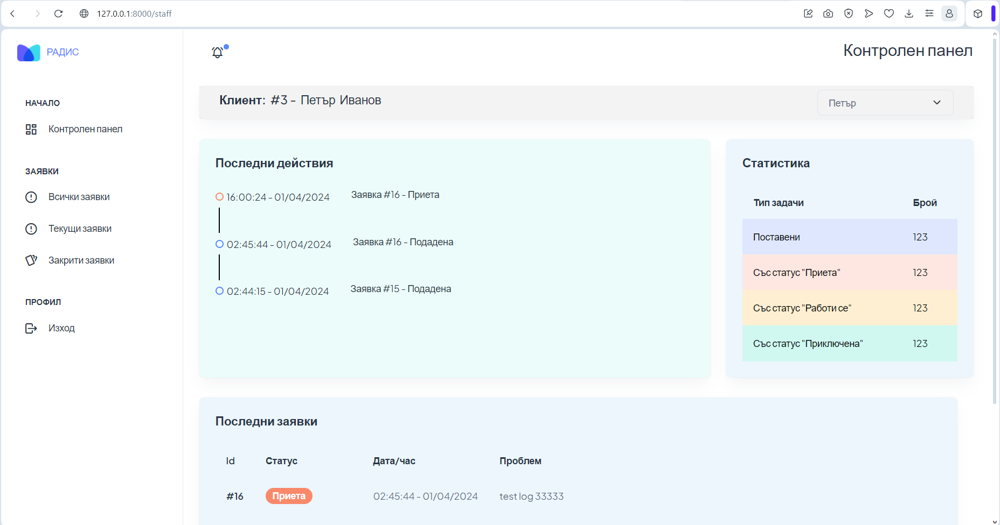 127.0.0.1:8000/staff
РАДИС
НАЧАЛО
Контролен панел
ЗАЯВКИ
Всички заявки
Текущи заявки
Закрити заявки
ПРОФИЛ
Изход
Контролен панел
Клиент: #3 - Петър Иванов
Петър
Последни действия
16:00:24 - 01/04/2024 Заявка #16 - Приета
02:45:44 - 01/04/2024 Заявка #16 - Подадена
02:44:15 - 01/04/2024 Заявка #15 - Подадена
Статистика
Тип задачи Брой
Поставени 123
Със статус "Приета" 123
Със статус "Работи се" 123
Със статус "Приключена" 123
Последни заявки
Id Статус Дата/час Проблем
#16 Приета 02:45:44 - 01/04/2024 test log 33333